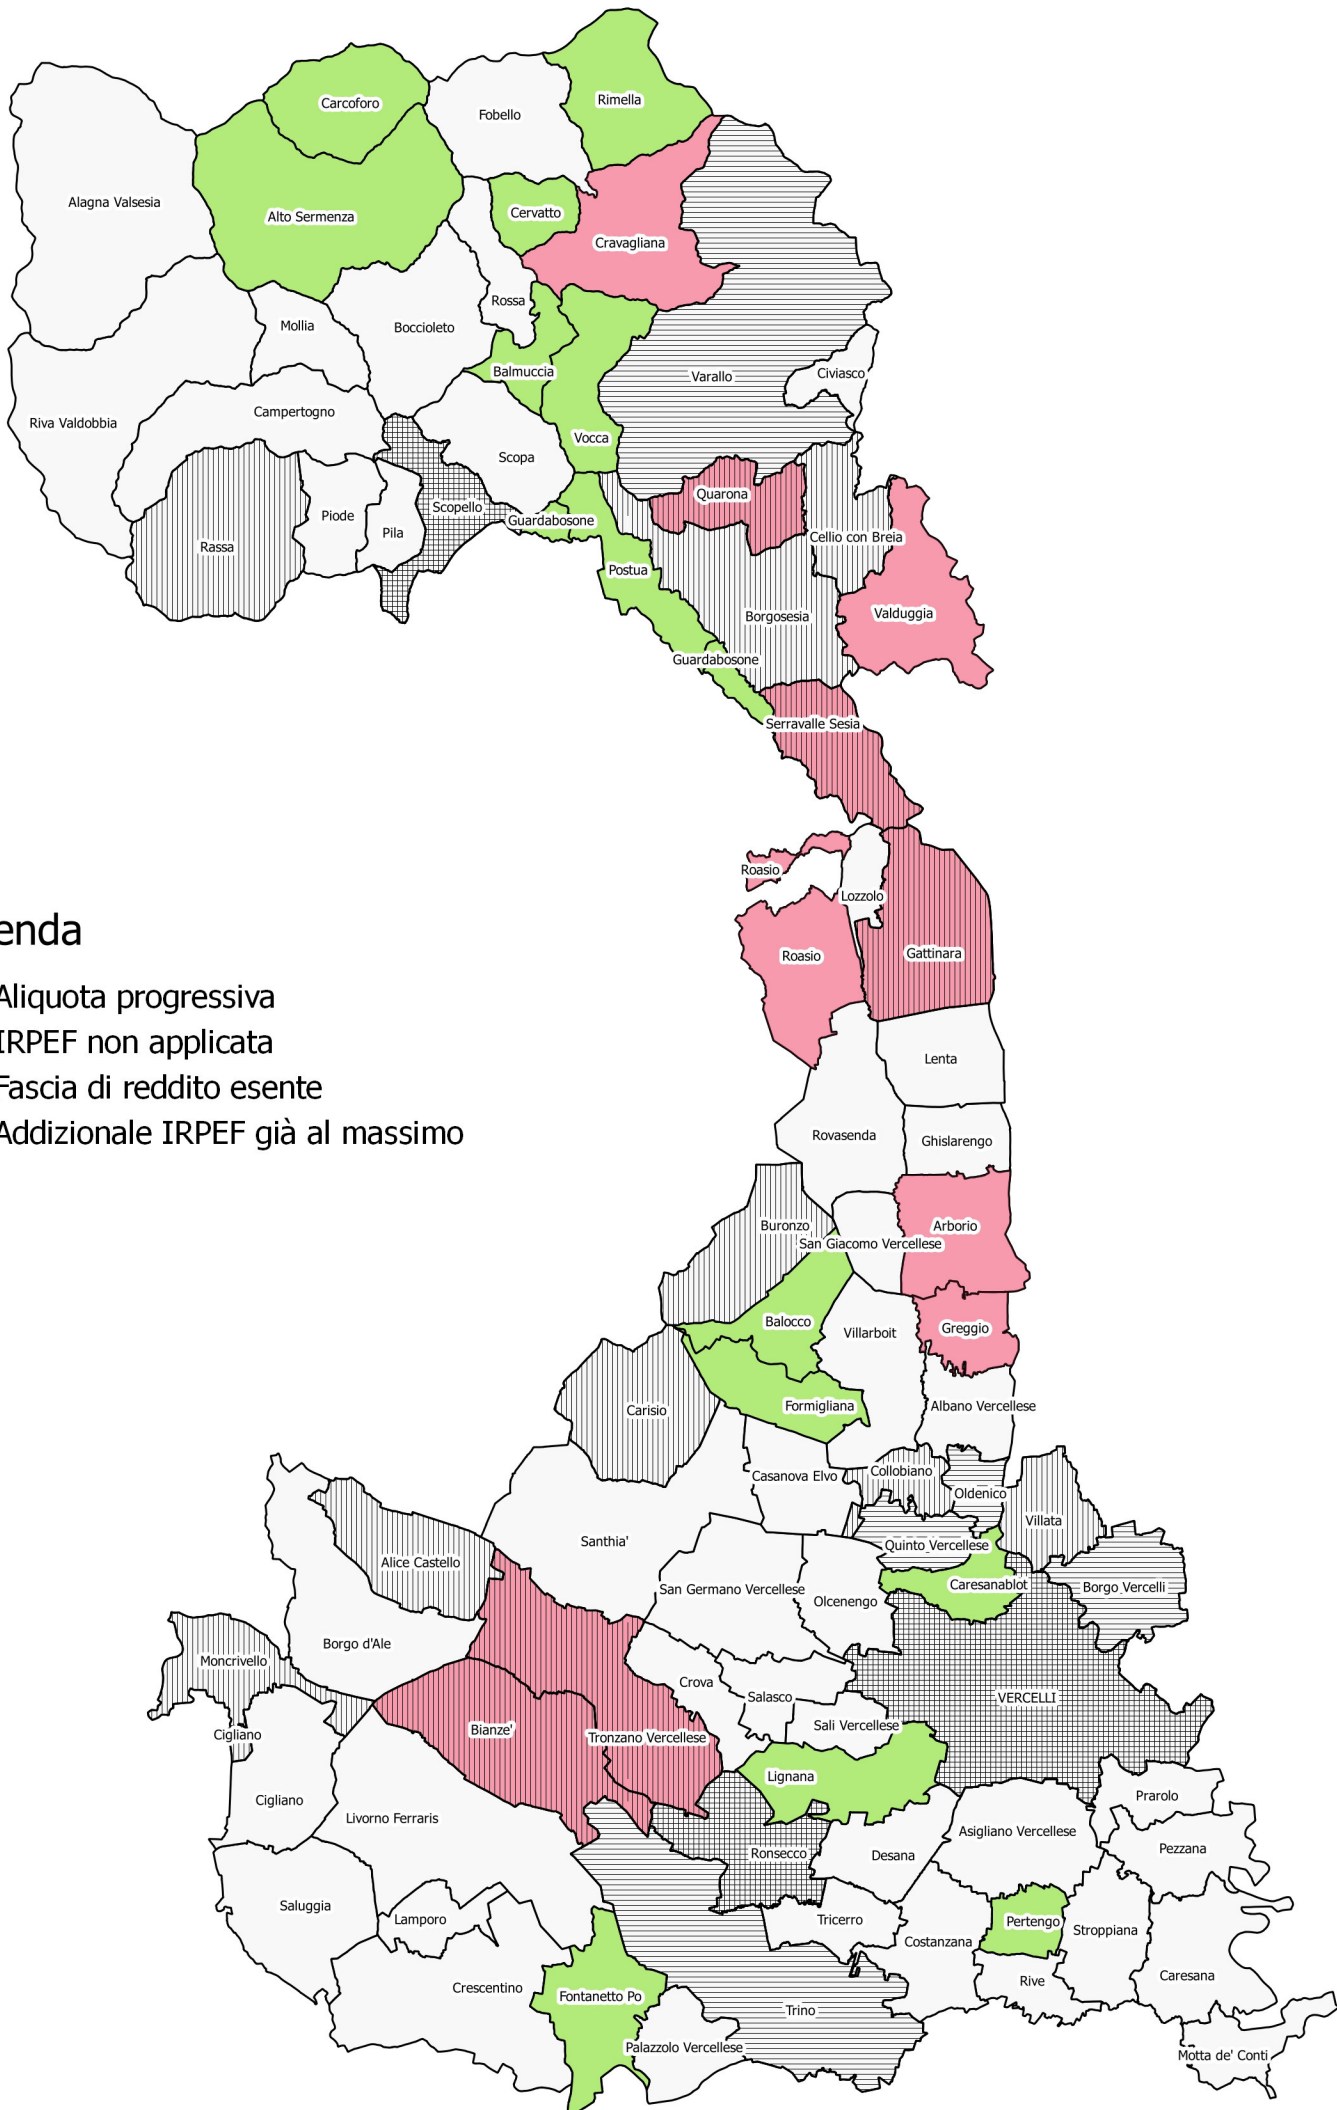 Carcoforo
Rimella
Fobello
Alagna Valsesia
Alto Sermenza
Cervatto
Cravagliana
Rossa
Mollia
Boccioleto
Balmuccia
Varallo
Civiasco
Riva Valdobbia
Campertogno
Vocca
Scopa
Quarona
Scopello
Piode
Guardabosone
Pila
Cellio con Breia
Rassa
Postua
Borgosesia
Valduggia
Guardabosone
Serravalle Sesia
Roasio
Lozzolo
Roasio
Gattinara
enda
Aliquota progressiva
IRPEF non applicata
Fascia di reddito esente
Addizionale IRPEF già al massimo
Lenta
Rovasenda
Ghislarengo
Buronzo
Arborio
San Giacomo Vercellese
Balocco
Villarboit
Greggio
Carisio
Formigliana
Albano Vercellese
Casanova Elvo
Collobiano
Oldenico
Villata
Santhia'
Quinto Vercellese
Alice Castello
San Germano Vercellese
Caresanablot
Borgo Vercelli
Olcenengo
Borgo d'Ale
Moncrivello
Crova
Salasco
VERCELLI
Cigliano
Bianze'
Tronzano Vercellese
Sali Vercellese
Lignana
Cigliano
Livorno Ferraris
Prarolo
Asigliano Vercellese
Pezzana
Ronsecco
Desana
Saluggia
Lamporo
Tricerro
Pertengo
Stroppiana
Costanzana
Crescentino
Fontanetto Po
Rive
Caresana
Trino
Palazzolo Vercellese
Motta de' Conti